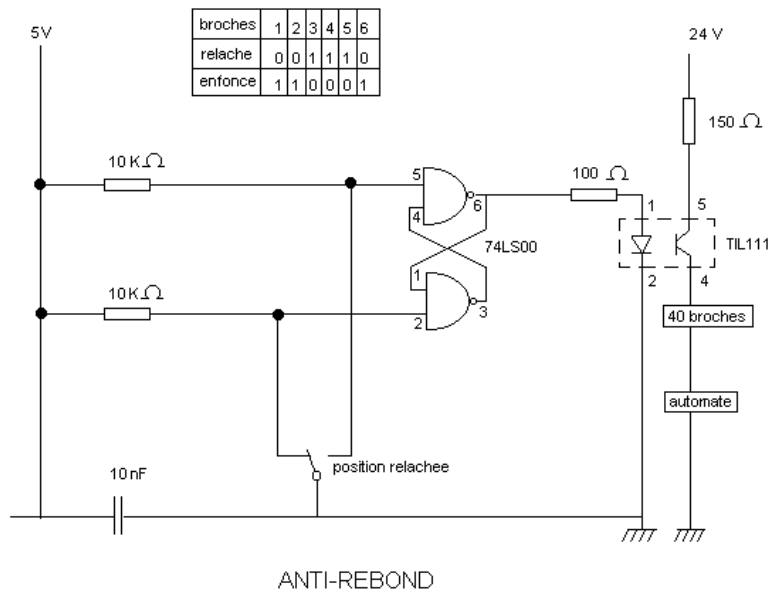 broches 1 2 3 4 5 6
relache 0 0 1 1 1 0
enfonce 1 1 0 0 0 1
5V
24 V
150 Ω
10 K Ω
100 Ω
5
4
6
74LS00
1
2
3
10K Ω
1
5
2
4
TIL111
40 broches
automate
position relachee
10 nF
ANTI-REBOND